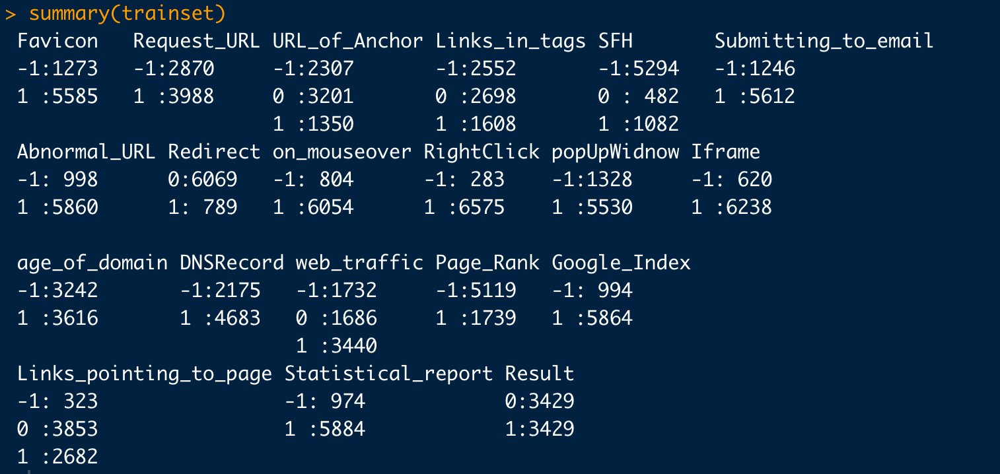 > summary(trainset)
Favicon Request_URL URL_of_Anchor Links_in_tags SFH Submitting_to_email
-1:1273 -1:2870 -1:2307 -1:2552 -1:5294 -1:1246
1 :5585 1 :3988 0 :3201 0 :2698 0 : 482 1 :5612
1 :1350 1 :1608 1 :1082
Abnormal_URL Redirect on_mouseover RightClick popUpWidnow Iframe
-1: 998 0:6069 -1: 804 -1: 283 -1:1328 -1: 620
1 :5860 1: 789 1 :6054 1 :6575 1 :5530 1 :6238
age_of_domain DNSRecord web_traffic Page_Rank Google_Index
-1:3242 -1:2175 -1:1732 -1:5119 -1: 994
1 :3616 1 :4683 0 :1686 1 :1739 1 :5864
1 :3440
Links_pointing_to_page Statistical_report Result
-1: 323 -1: 974 0:3429
0 :3853 1 :5884 1:3429
1 :2682